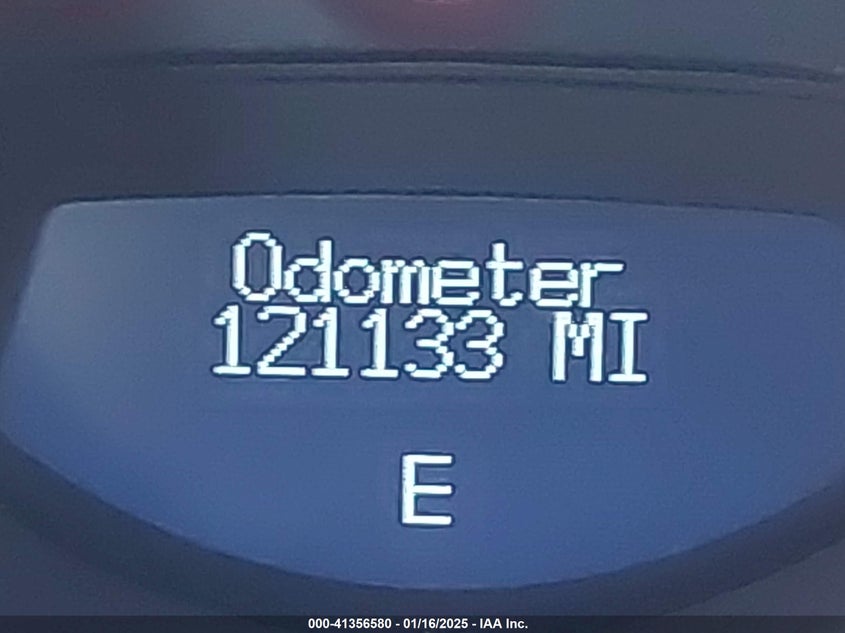 Odometer
121133 MI
E
000-41356580 - 01/16/2025 - IAA Inc.